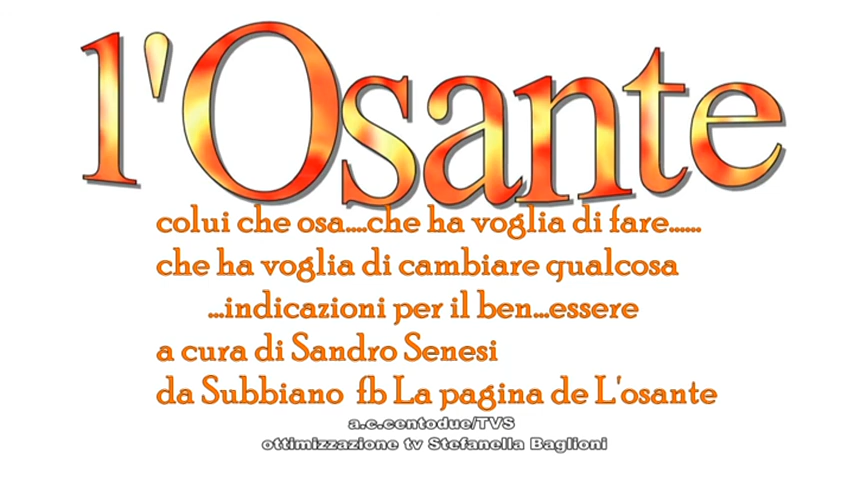 l'Osante
colui che osa....che ha voglia di fare......
che ha voglia di cambiare qualcosa
...indicazioni per il ben...essere
a cura di Sandro Senesi
da Subbiano fb La pagina de L'osante
a.c.centodue/TVS
ottimizzazione tv Stefanella Baglioni